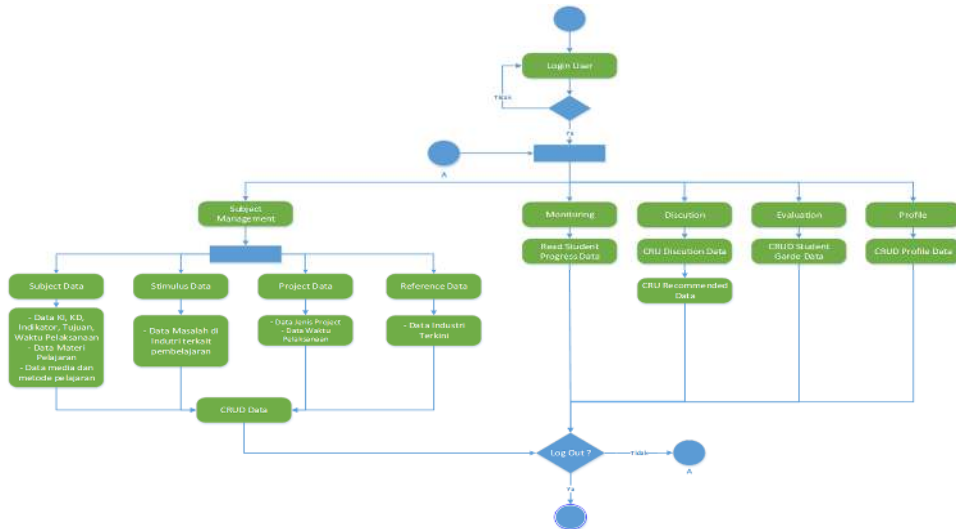 Login User
Tidak
Ya
A
Subject
Management
Monitoring
Discution
Evaluation
Profile
Read Student
Progress Data
CRU Discution Data
CRUD Student
Garde Data
CRUD Profile Data
CRU Recommended
Data
Subject Data
Stimulus Data
Project Data
Reference Data
- Data KI, KD,
Indikator, Tujuan,
Waktu Pelaksanaan
- Data Materi
Pelajaran
- Data media dan
metode pelajaran
- Data Masalah di
Indutri terkait
pembelajaran
- Data Jenis Project
- Data Waktu
Pelaksanaan
- Data Industri
Terkini
CRUD Data
Log Out ?
Tidak
A
Ya